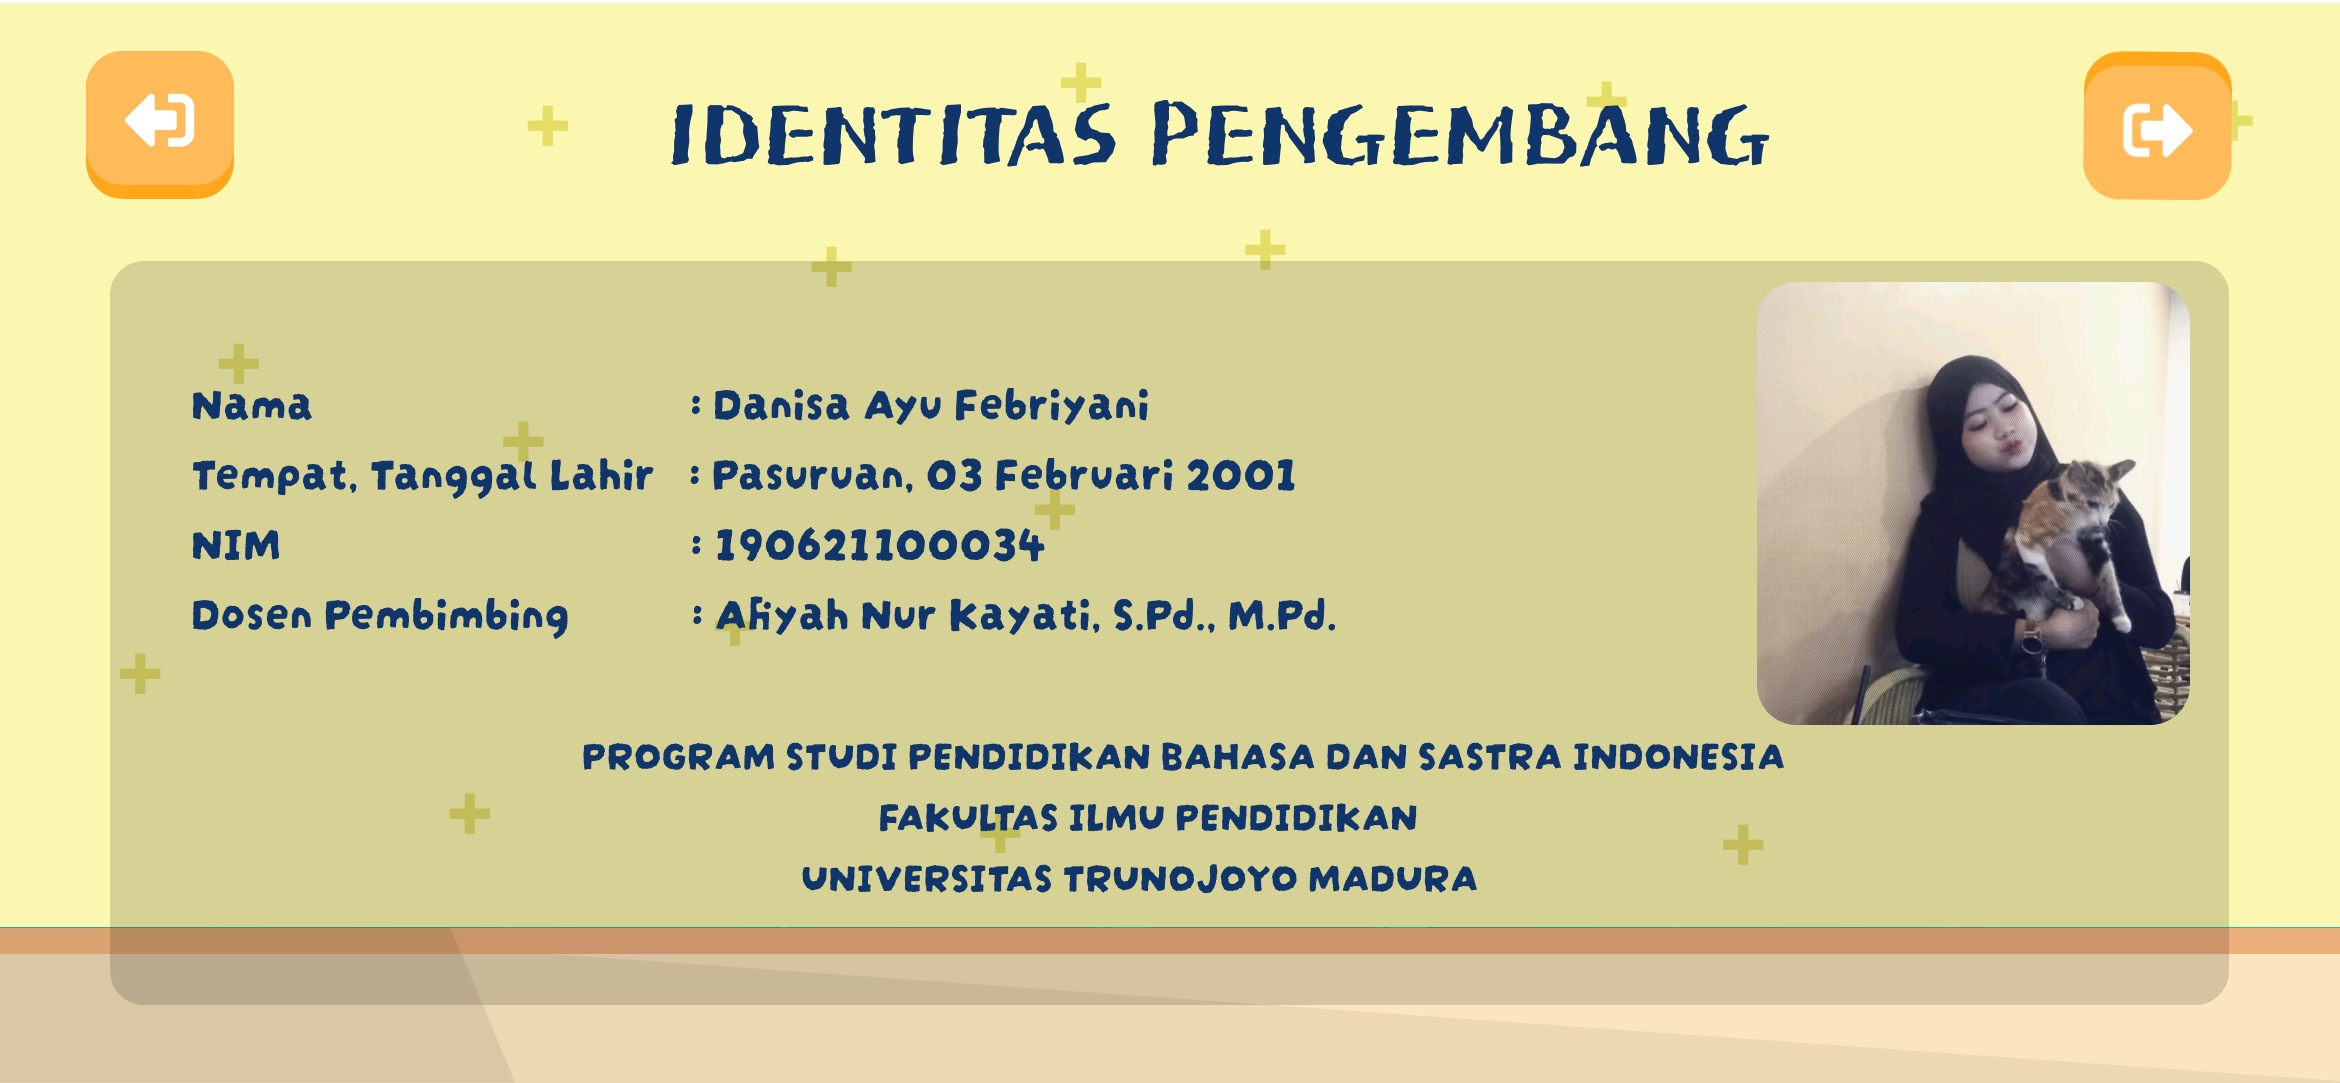 IDENTITAS PENGEMBANG
Nama : Danisa Ayu Febriyani
Tempat, Tanggal Lahir : Pasuruan, 03 Februari 2001
NIM : 190621100034
Dosen Pembimbing : Afiyah Nur Kayati, S.Pd., M.Pd.
PROGRAM STUDI PENDIDIKAN BAHASA DAN SASTRA INDONESIA
FAKULTAS ILMU PENDIDIKAN
UNIVERSITAS TRUNOJOYO MADURA